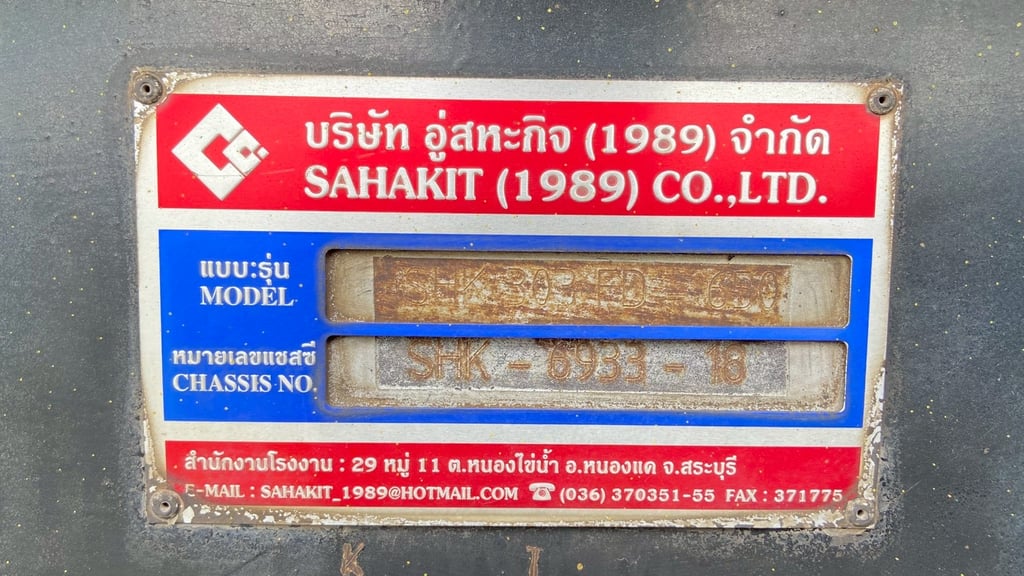 บริษัท อู่สหะกิจ (1989) จำกัด
SAHAKIT (1989) CO.,LTD.
แบบ:รุ่น
MODEL
SHK 303 ED 650
หมายเลขแชสซี
CHASSIS NO.
SHK - 6933 - 18
สำนักงานโรงงาน : 29 หมู่ 11 ต.หนองไข่น้ำ อ.หนองแค จ.สระบุรี
E-MAIL : SAHAKIT_1989@HOTMAIL.COM ☎ (036) 370351-55 FAX : 371775
K